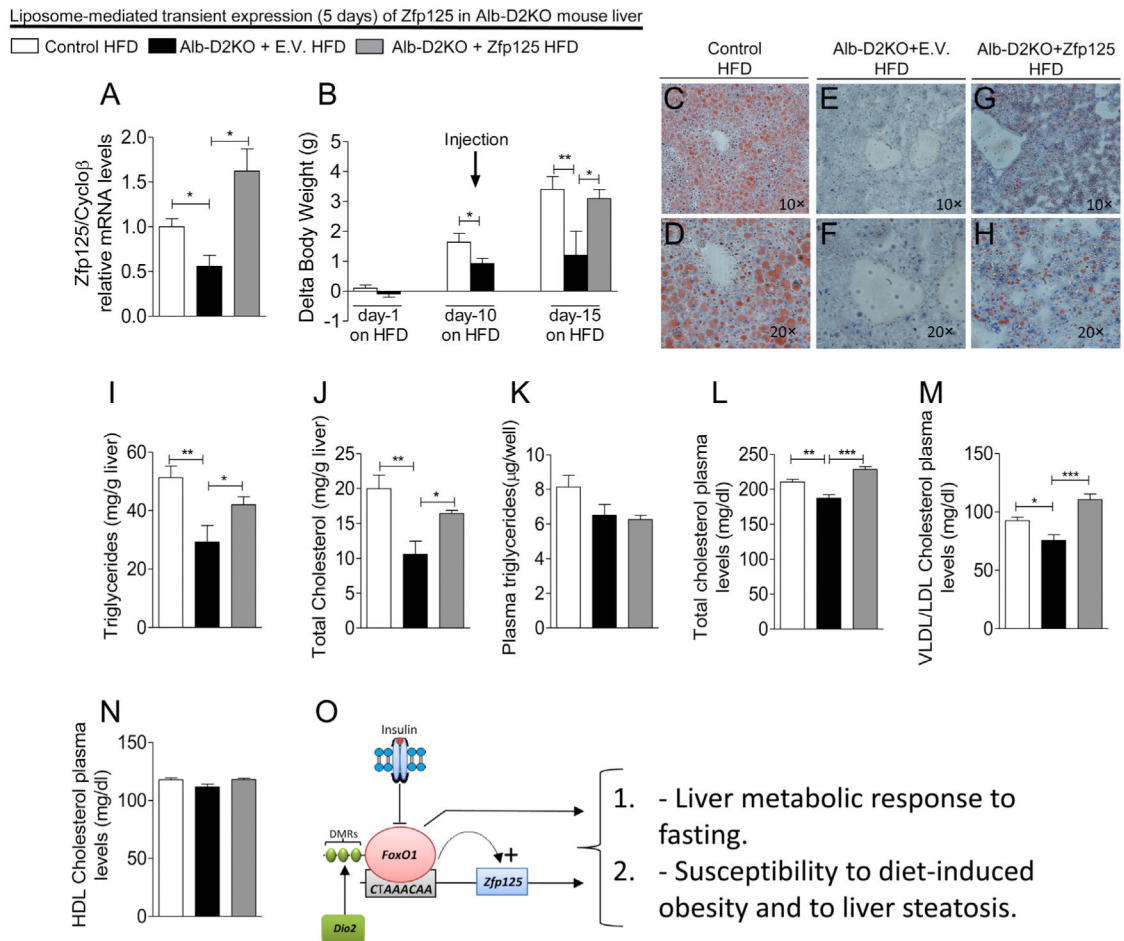 Liposome-mediated transient expression (5 days) of Zfp125 in Alb-D2KO mouse liver
Control HFD
Alb-D2KO + E.V. HFD
Alb-D2KO + Zfp125 HFD
A
Zfp125/Cycloβ
relative mRNA levels
2.0
1.5
1.0
0.5
0.0
*
*
B
Delta Body Weight (g)
5
4
3
2
1
0
-1
Injection
*
**
*
day-1
on HFD
day-10
on HFD
day-15
on HFD
Control
HFD
Alb-D2KO+E.V.
HFD
Alb-D2KO+Zfp125
HFD
C
10×
E
10×
G
10×
D
20×
F
20×
H
20×
I
Triglycerides (mg/g liver)
60
40
20
0
**
*
J
Total Cholesterol (mg/g liver)
25
20
15
10
5
0
**
*
K
Plasma triglycerides(μg/well)
10
8
6
4
2
0
L
Total cholesterol plasma
levels (mg/dl)
250
200
150
100
50
0
**
***
M
VLDL/LDL Cholesterol plasma
levels (mg/dl)
150
100
50
0
*
***
N
HDL Cholesterol plasma
levels (mg/dl)
150
100
50
0
O
Insulin
DMRs
FoxO1
+
CTAAACAA
Zfp125
Dio2
1. - Liver metabolic response to
fasting.
2. - Susceptibility to diet-induced
obesity and to liver steatosis.